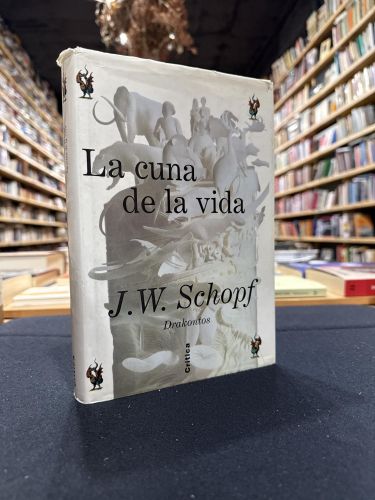 La cuna
de la vida
J. W. Schopf
Drakontos
Crítica